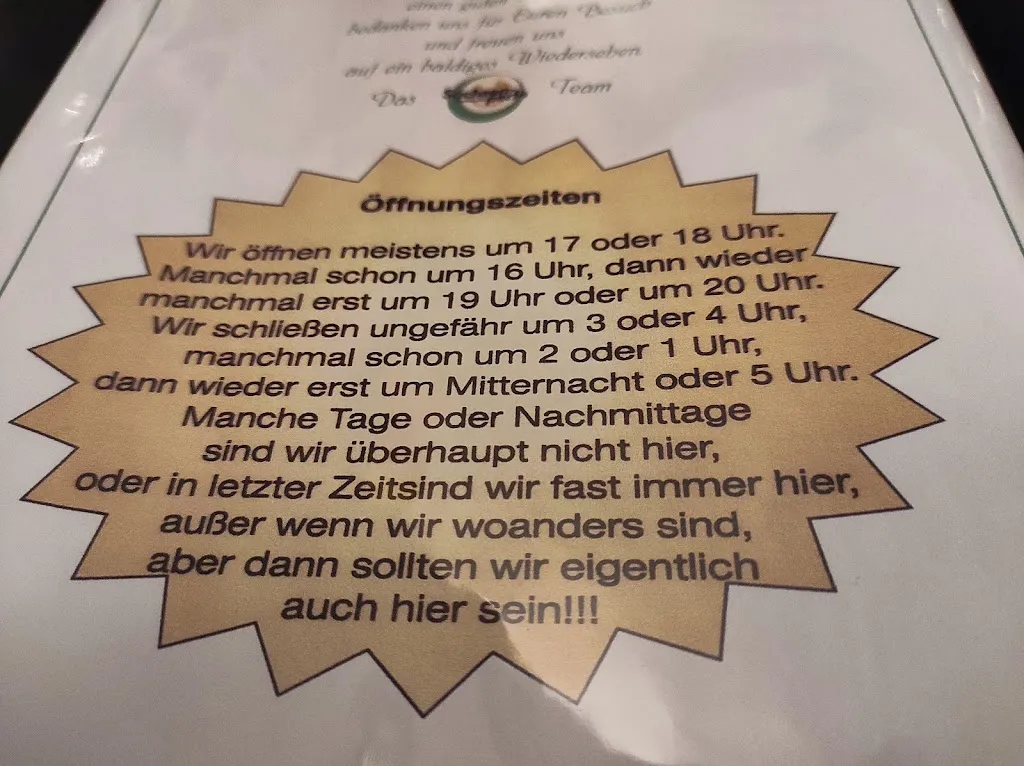 einen guten
bedanken uns für Euren Besuch
und freuen uns
auf ein baldiges Wiedersehen.
Das Team
Öffnungszeiten
Wir öffnen meistens um 17 oder 18 Uhr.
Manchmal schon um 16 Uhr, dann wieder
manchmal erst um 19 Uhr oder um 20 Uhr.
Wir schließen ungefähr um 3 oder 4 Uhr,
manchmal schon um 2 oder 1 Uhr,
dann wieder erst um Mitternacht oder 5 Uhr.
Manche Tage oder Nachmittage
sind wir überhaupt nicht hier,
oder in letzter Zeitsind wir fast immer hier,
außer wenn wir woanders sind,
aber dann sollten wir eigentlich
auch hier sein!!!